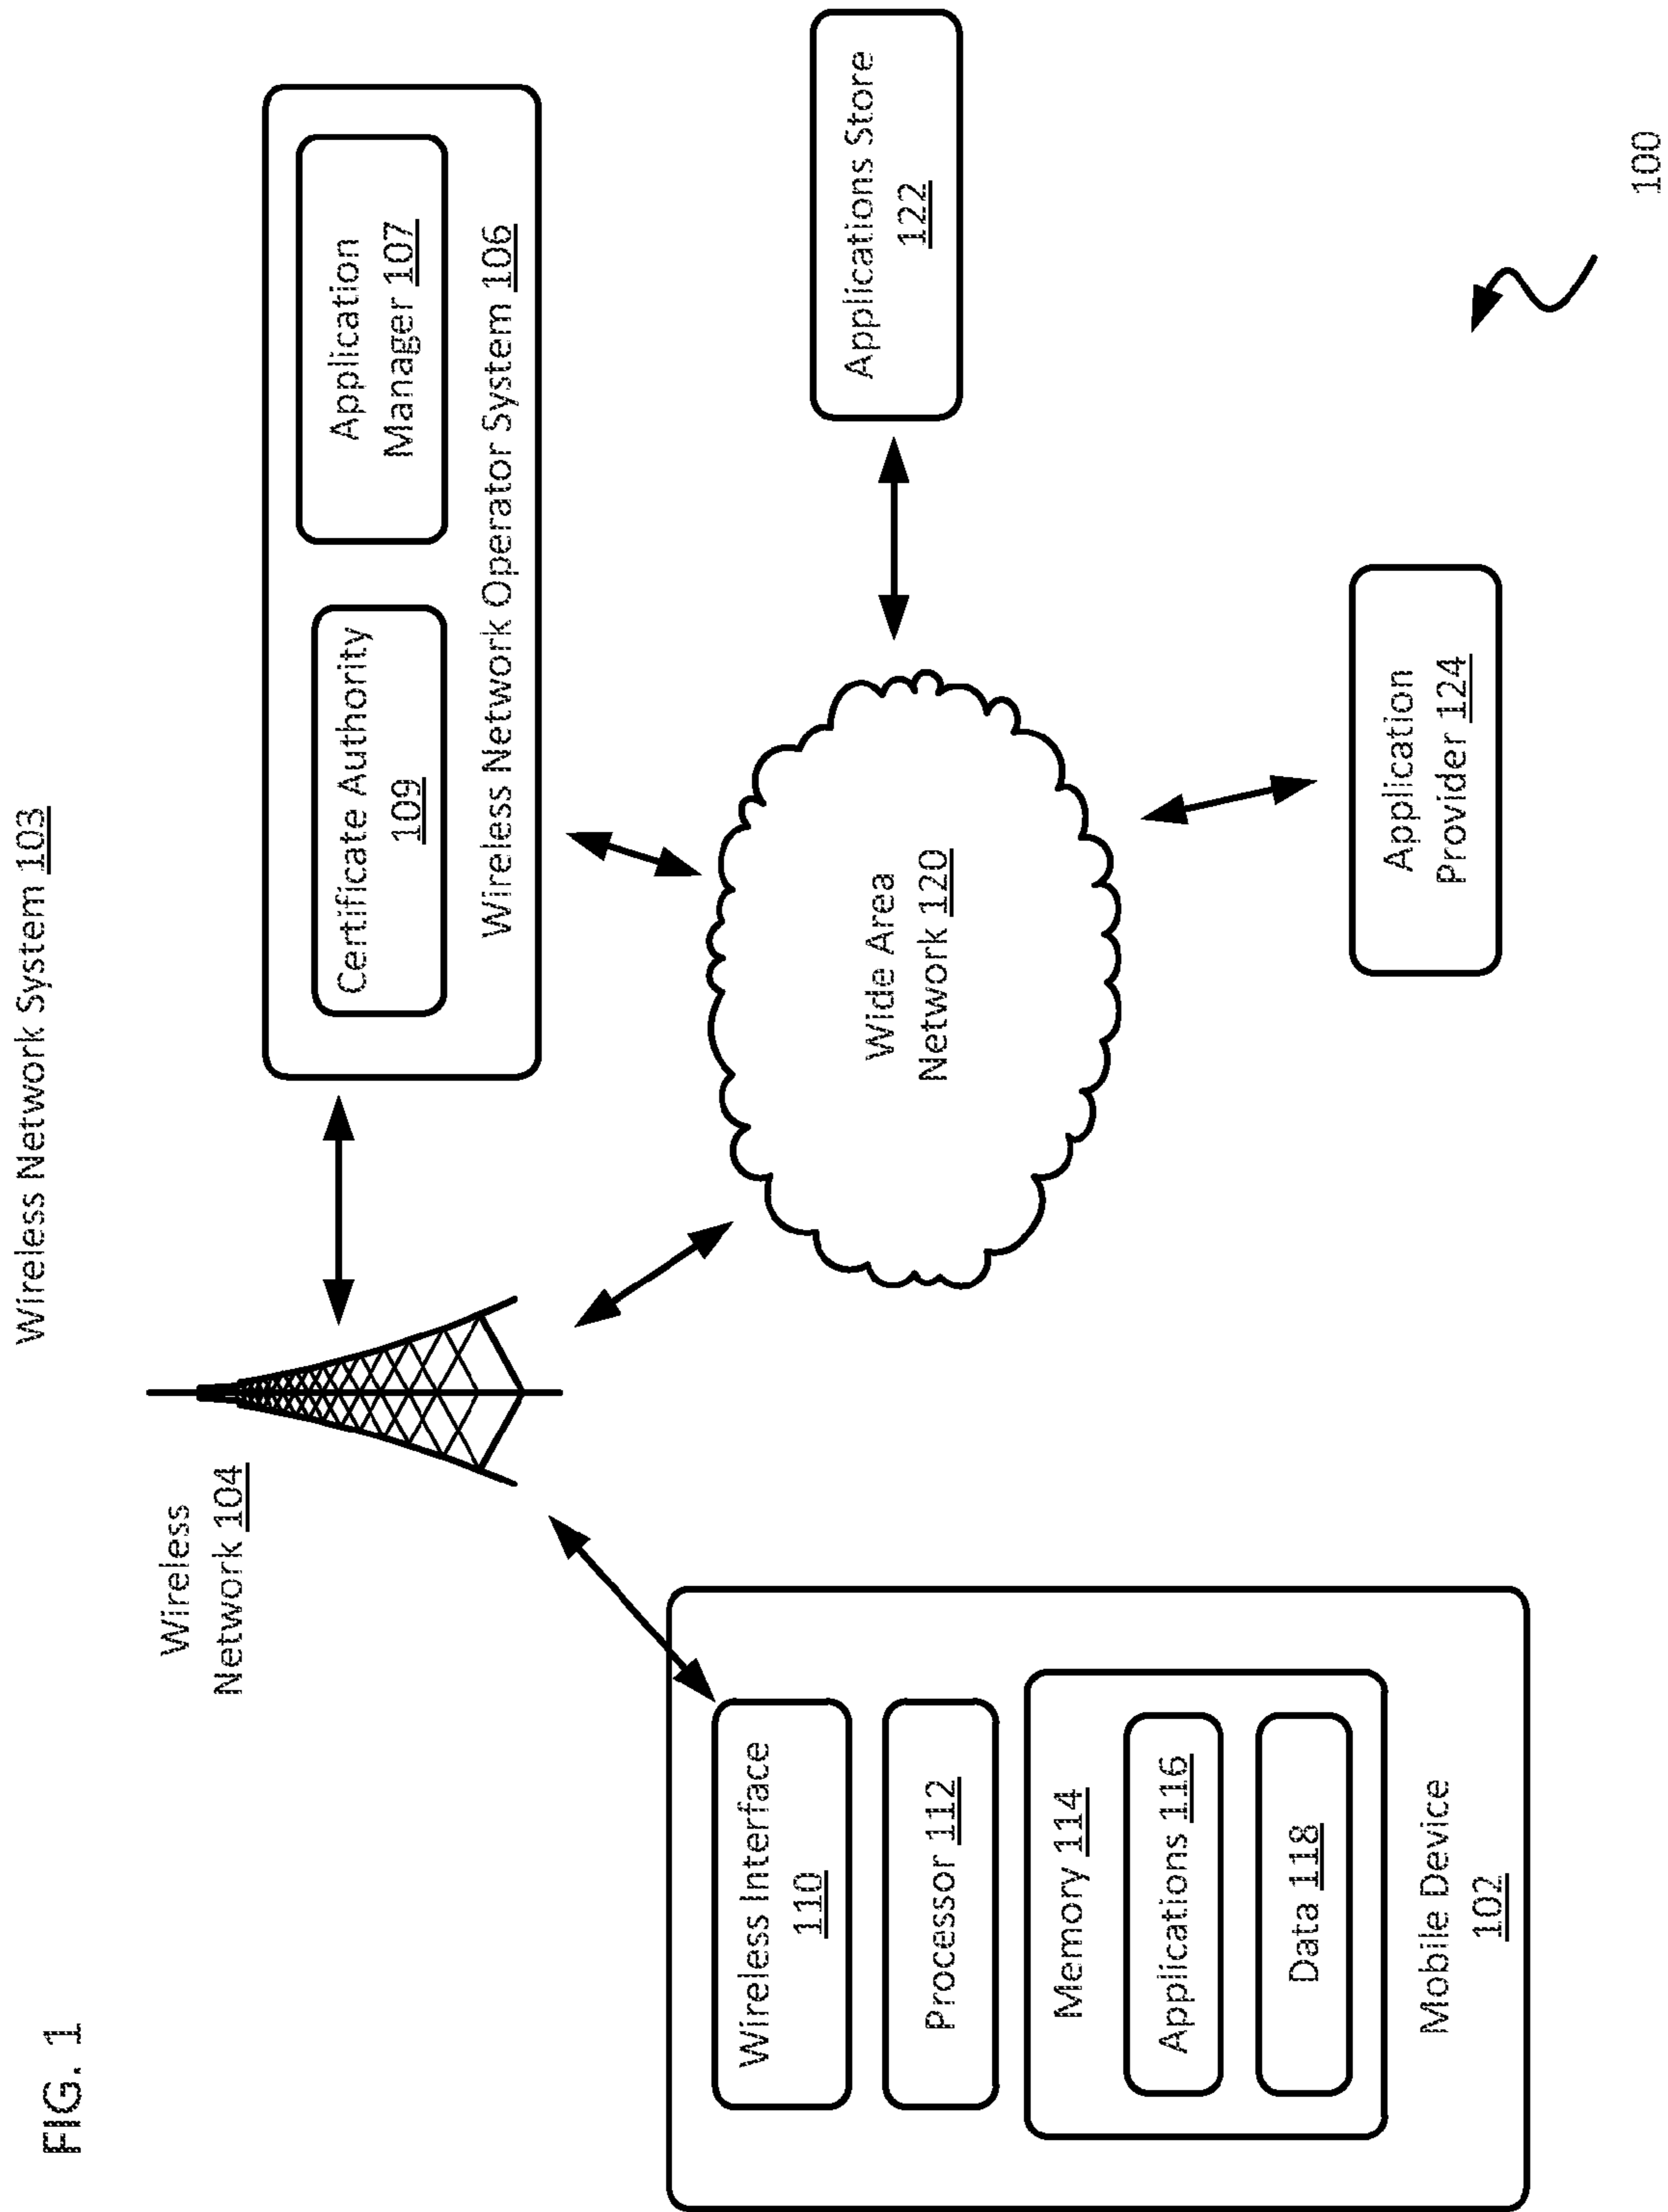 FIG. 1
Wireless Network System 103
Wireless
Network 104
Certificate Authority
109
Application
Manager 107
Wireless Network Operator System 106
Wireless Interface
110
Processor 112
Memory 114
Applications 116
Data 118
Mobile Device
102
Wide Area
Network 120
Applications Store
122
Application
Provider 124
100